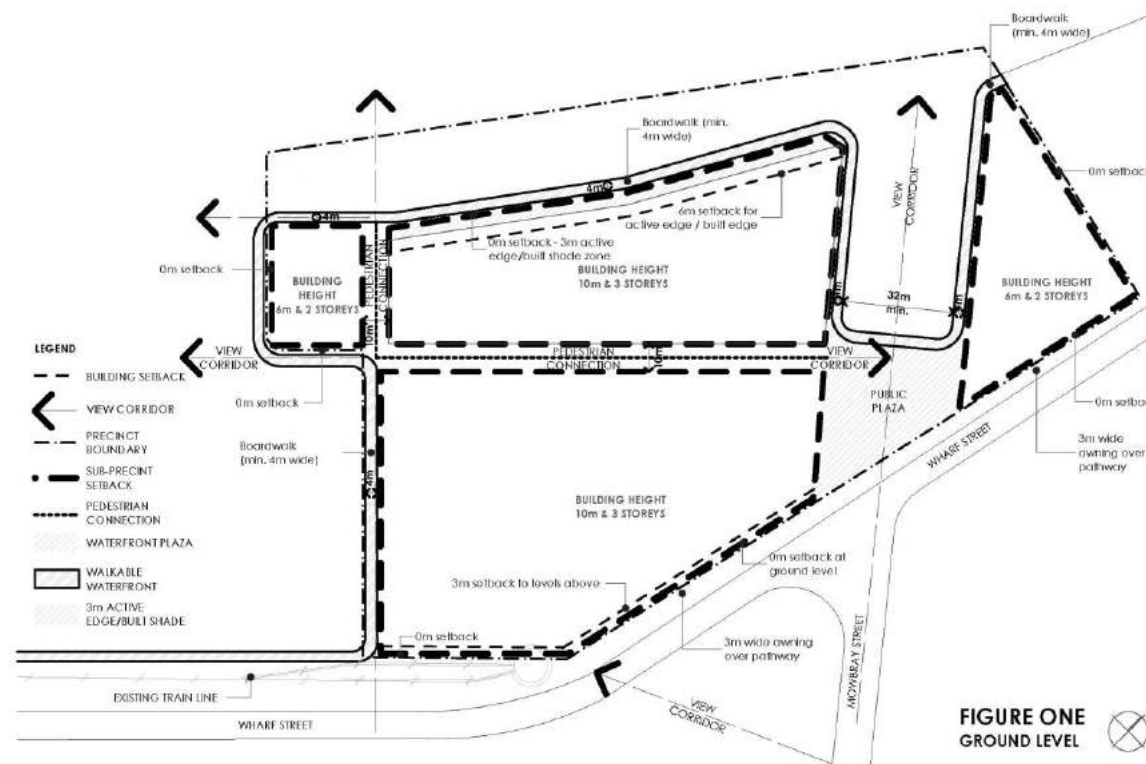 Boardwalk
(min. 4m wide)
Boardwalk (min.
4m wide)
VIEW
CORRIDOR
0m setback
4m
4m
6m setback for
active edge / built edge
0m setback - 3m active
edge/built shade zone
PEDESTRIAN
CONNECTION
0m setback
BUILDING
HEIGHT
6m & 2 STOREYS
BUILDING HEIGHT
10m & 3 STOREYS
32m
min.
BUILDING HEIGHT
6m & 2 STOREYS
10m
LEGEND
BUILDING SETBACK
VIEW CORRIDOR
PRECINCT
BOUNDARY
SUB-PRECINT
SETBACK
PEDESTRIAN
CONNECTION
WATERFRONT PLAZA
WALKABLE
WATERFRONT
3m ACTIVE
EDGE/BUILT SHADE
VIEW
CORRIDOR
PEDESTRIAN
CONNECTION
10m
VIEW
CORRIDOR
0m setback
PUBLIC
PLAZA
0m setbac
WHARF STREET
3m wide
awning over
pathway
Boardwalk
(min. 4m wide)
4m
BUILDING HEIGHT
10m & 3 STOREYS
0m setback at
ground level
3m setback to levels above
0m setback
3m wide awning
over pathway
EXISTING TRAIN LINE
WHARF STREET
VIEW
CORRIDOR
MOWBRAY STREET
FIGURE ONE
GROUND LEVEL